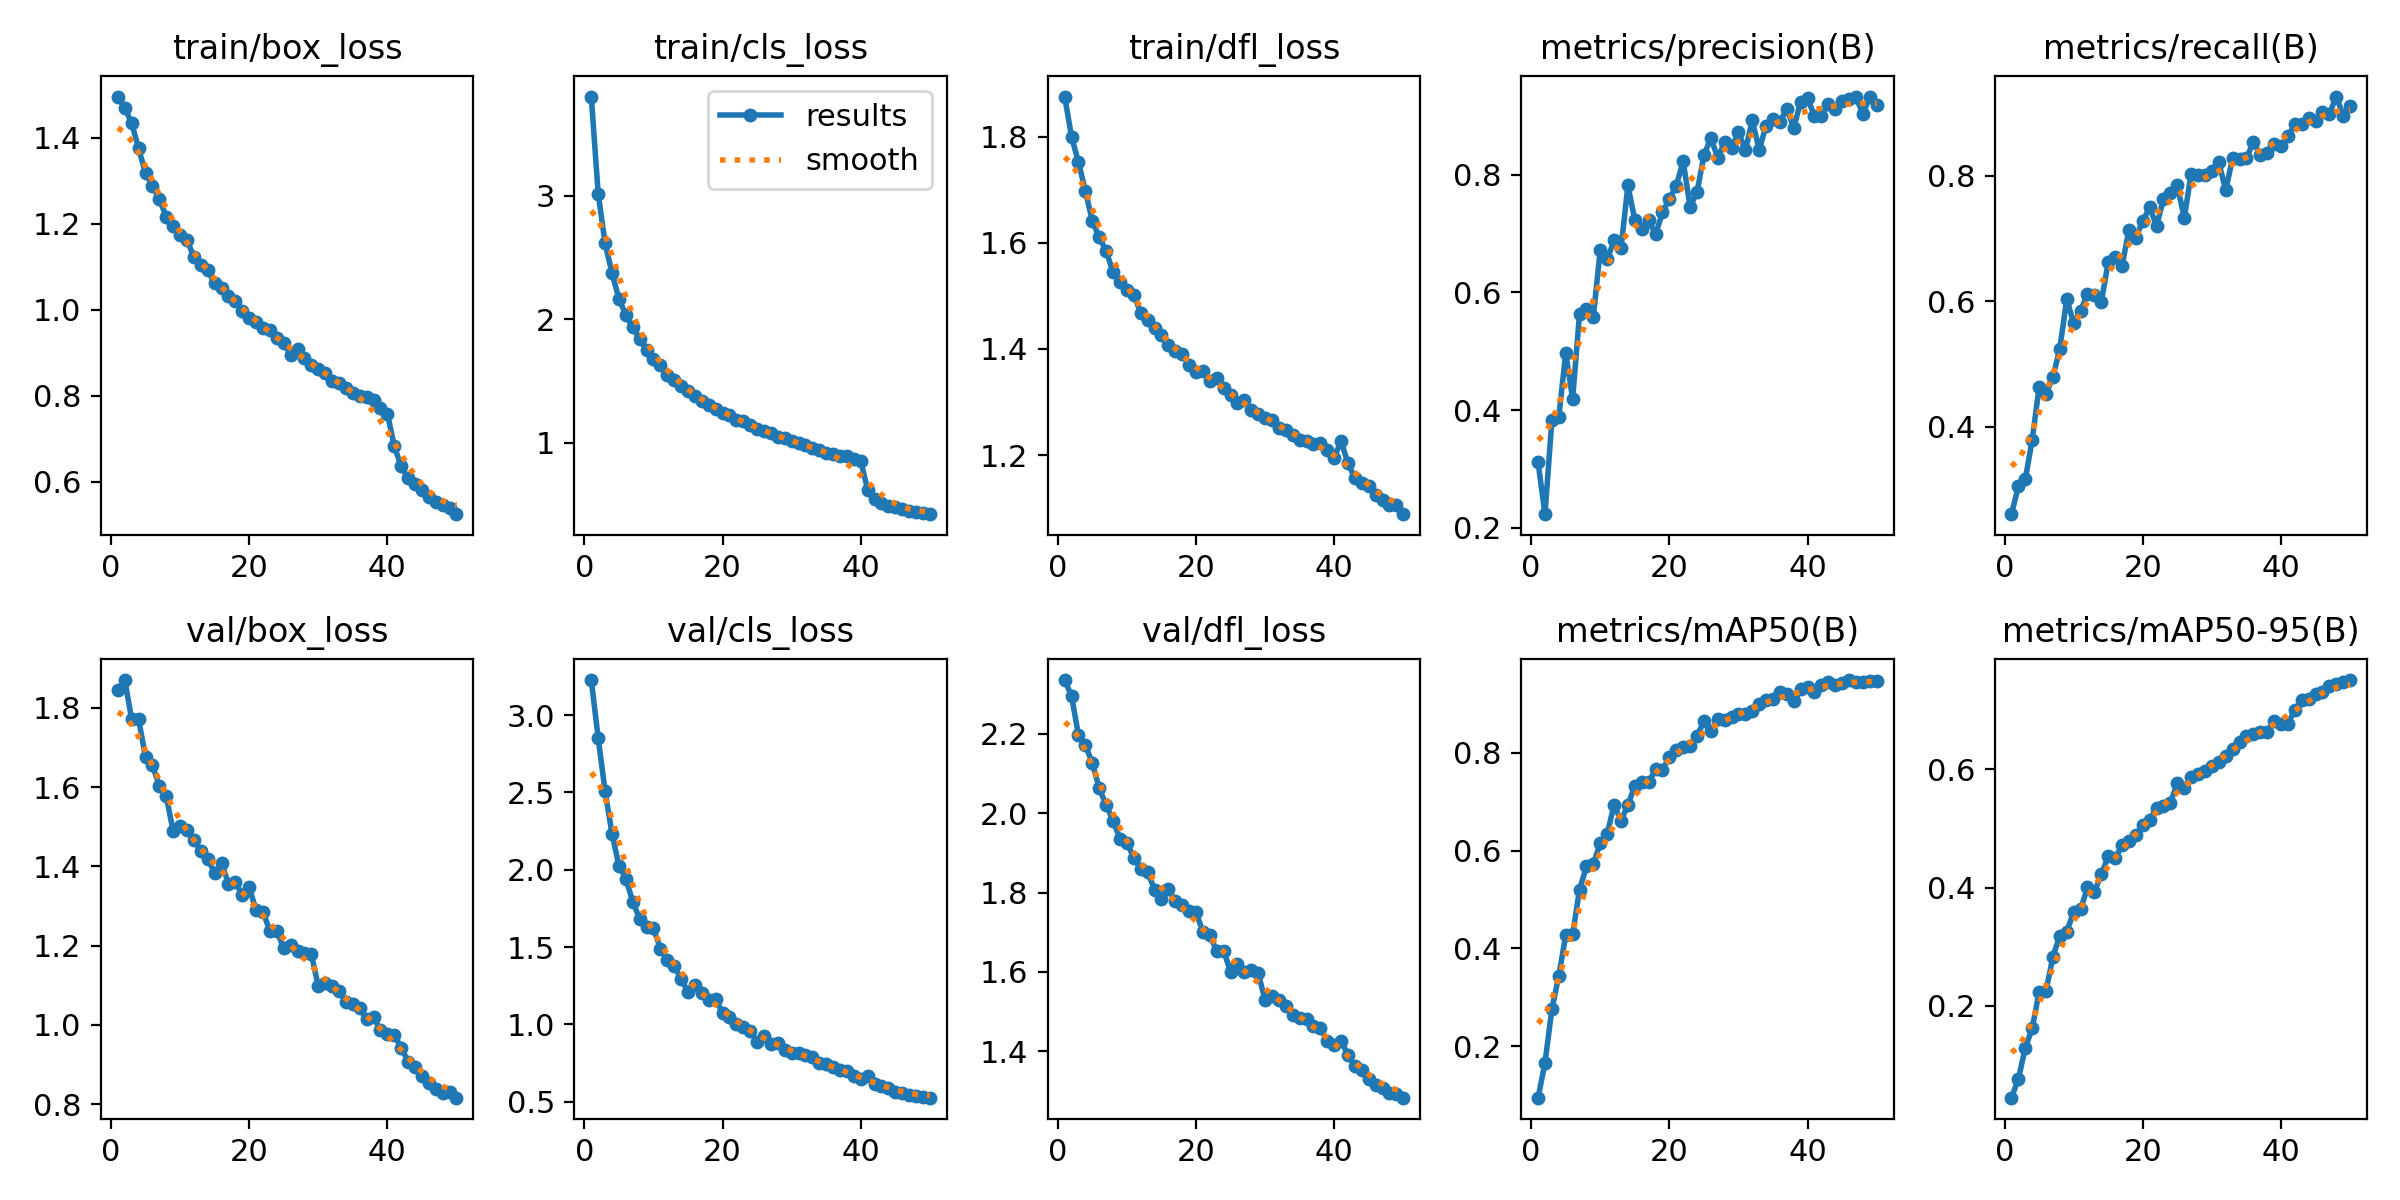 train/box_loss
1.4
1.2
1.0
0.8
0.6
0 20 40
train/cls_loss
results
smooth
3
2
1
0 20 40
train/dfl_loss
1.8
1.6
1.4
1.2
0 20 40
metrics/precision(B)
0.8
0.6
0.4
0.2
0 20 40
metrics/recall(B)
0.8
0.6
0.4
0 20 40
val/box_loss
1.8
1.6
1.4
1.2
1.0
0.8
0 20 40
val/cls_loss
3.0
2.5
2.0
1.5
1.0
0.5
0 20 40
val/dfl_loss
2.2
2.0
1.8
1.6
1.4
0 20 40
metrics/mAP50(B)
0.8
0.6
0.4
0.2
0 20 40
metrics/mAP50-95(B)
0.6
0.4
0.2
0 20 40